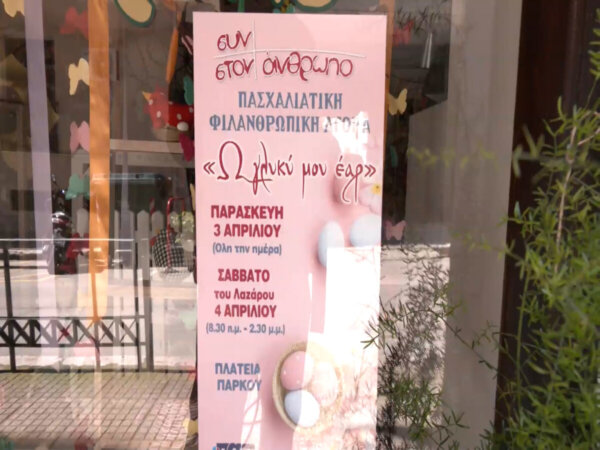 συν
στον άνθρωπο
ΠΑΣΧΑΛΙΑΤΙΚΗ
ΦΙΛΑΝΘΡΩΠΙΚΗ ΑΓΟΡΑ
«Ω γλυκύ μου έαρ»
ΠΑΡΑΣΚΕΥΗ
3 ΑΠΡΙΛΙΟΥ
(Όλη την ημέρα)
ΣΑΒΒΑΤΟ
του Λαζάρου
4 ΑΠΡΙΛΙΟΥ
(8.30 π.μ. - 2.30 μ.μ.)
ΠΛΑΤΕΙΑ
ΠΑΡΚΟΥ